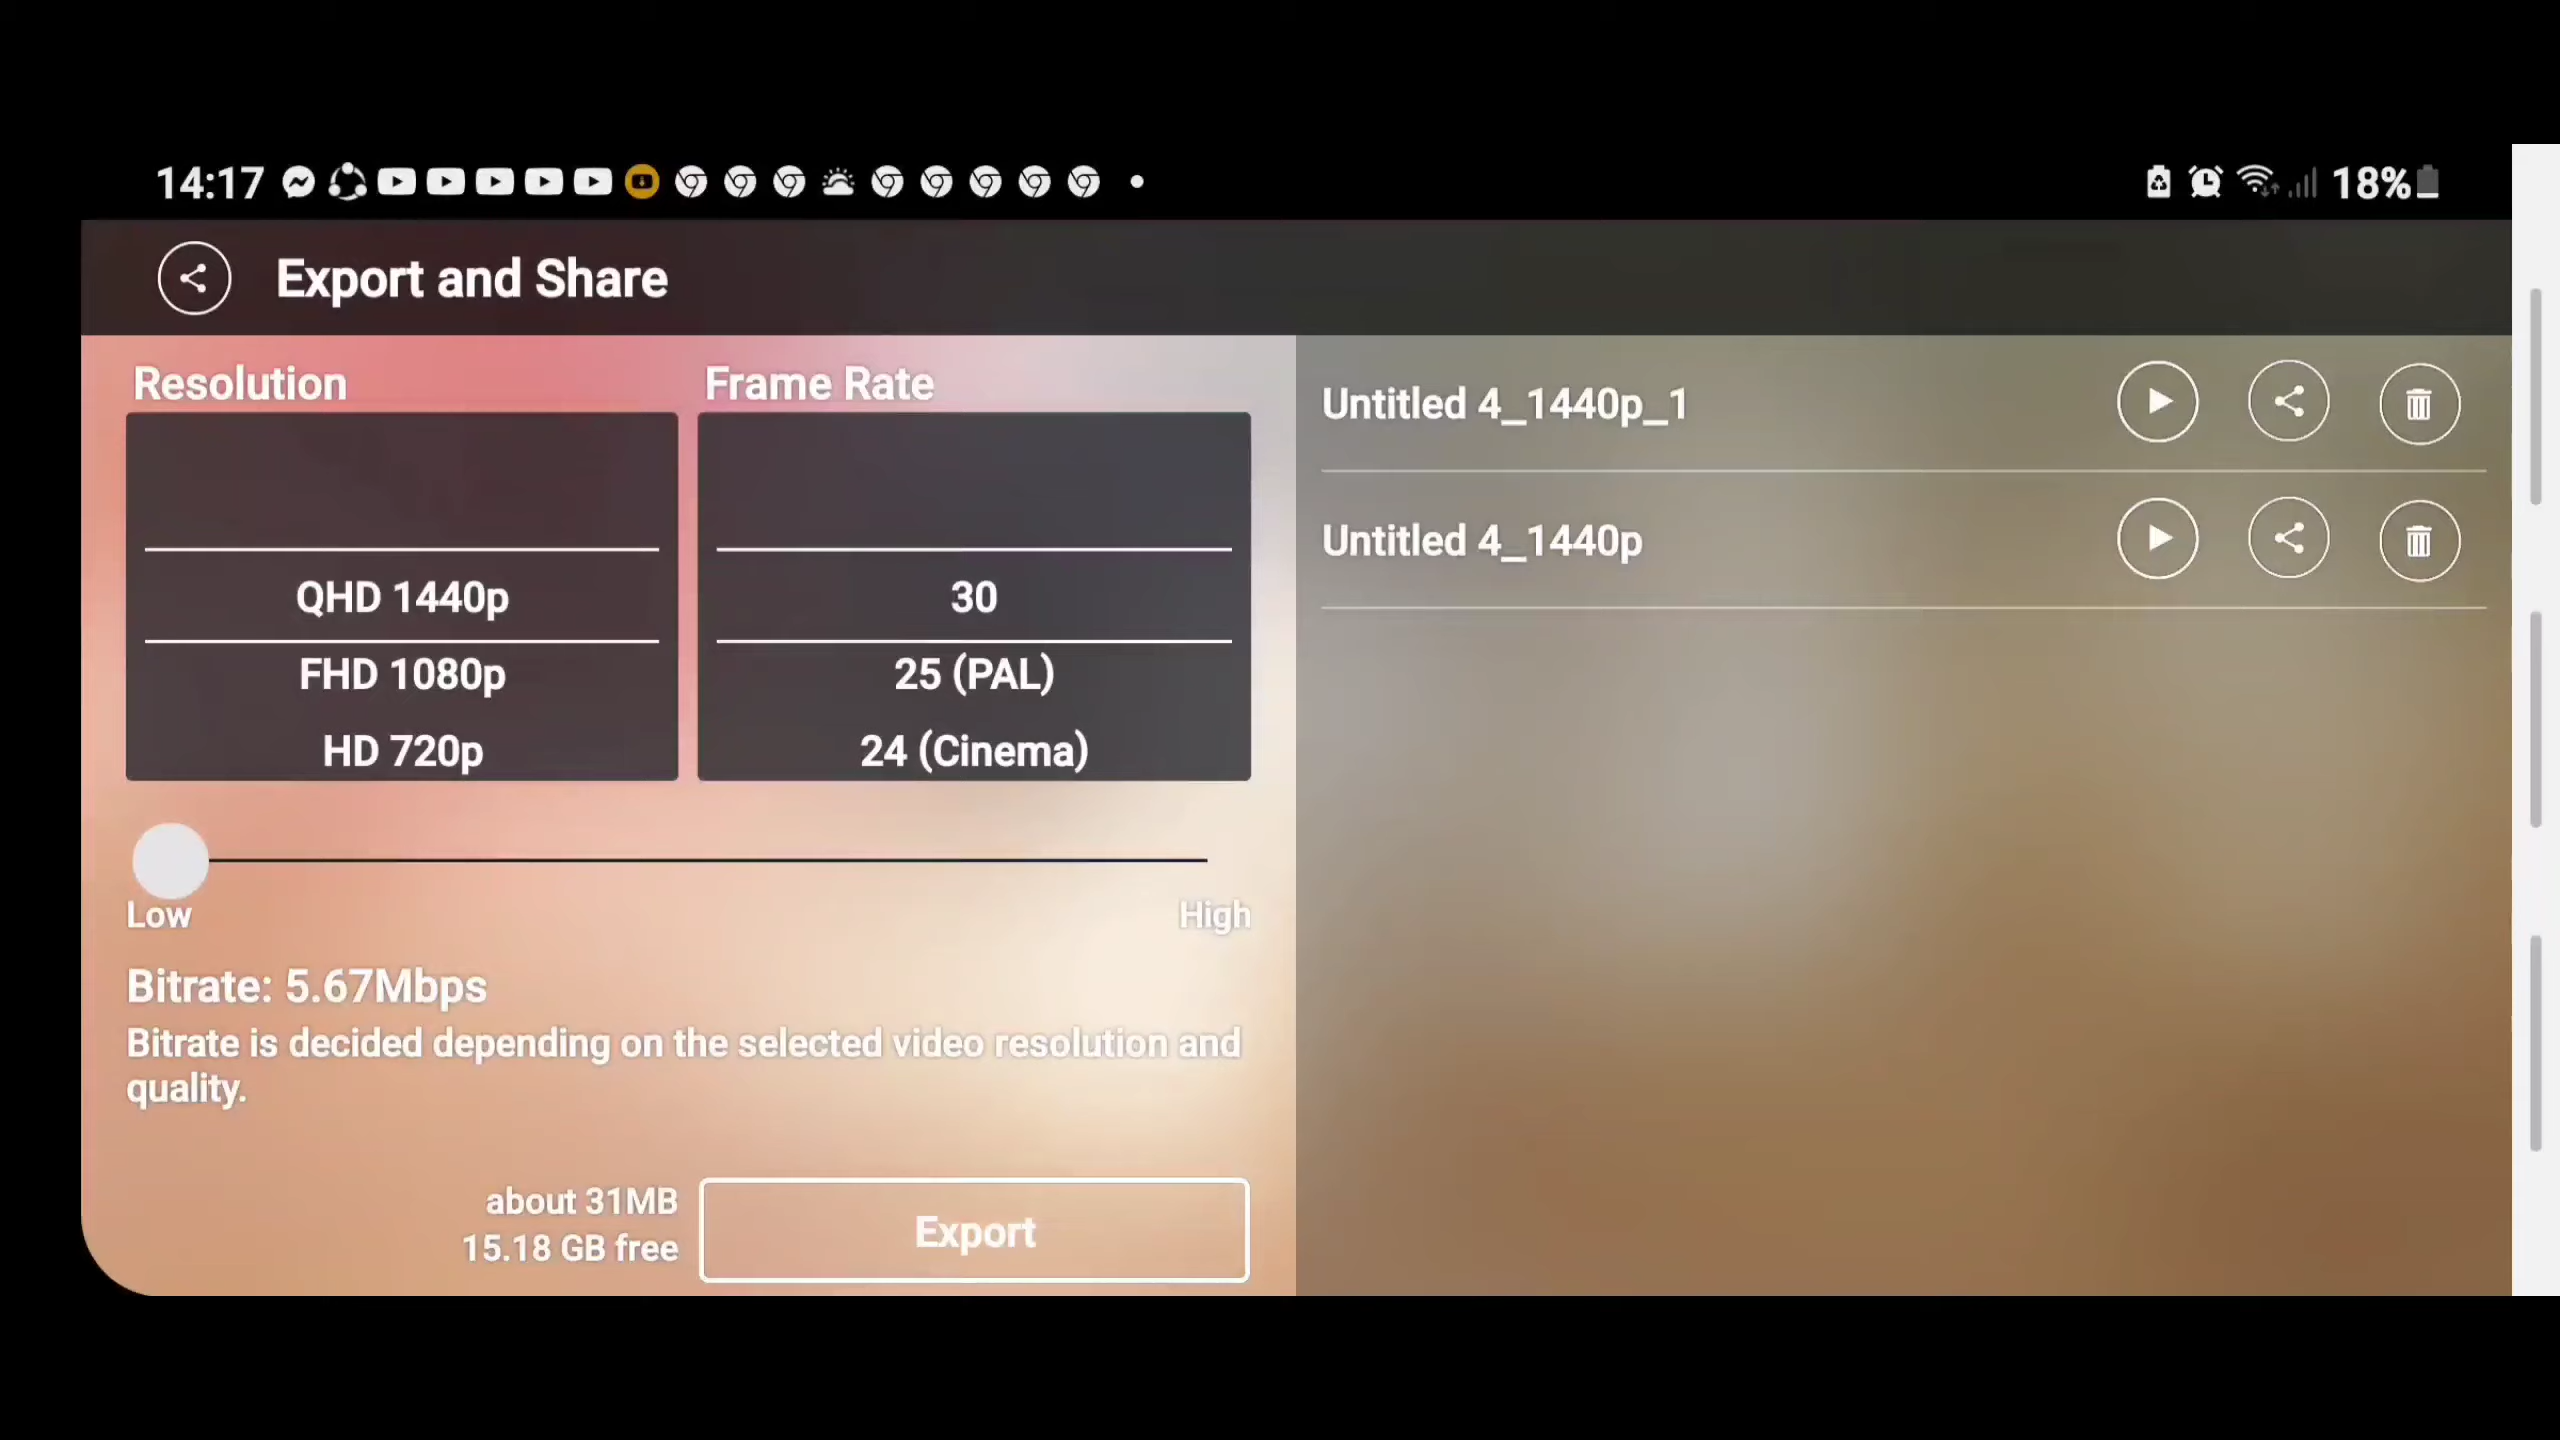 14:17
18%
Export and Share
Resolution
Frame Rate
QHD 1440p
FHD 1080p
HD 720p
30
25 (PAL)
24 (Cinema)
Low
High
Bitrate: 5.67Mbps
Bitrate is decided depending on the selected video resolution and
quality.
about 31MB
15.18 GB free
Export
Untitled 4_1440p_1
Untitled 4_1440p